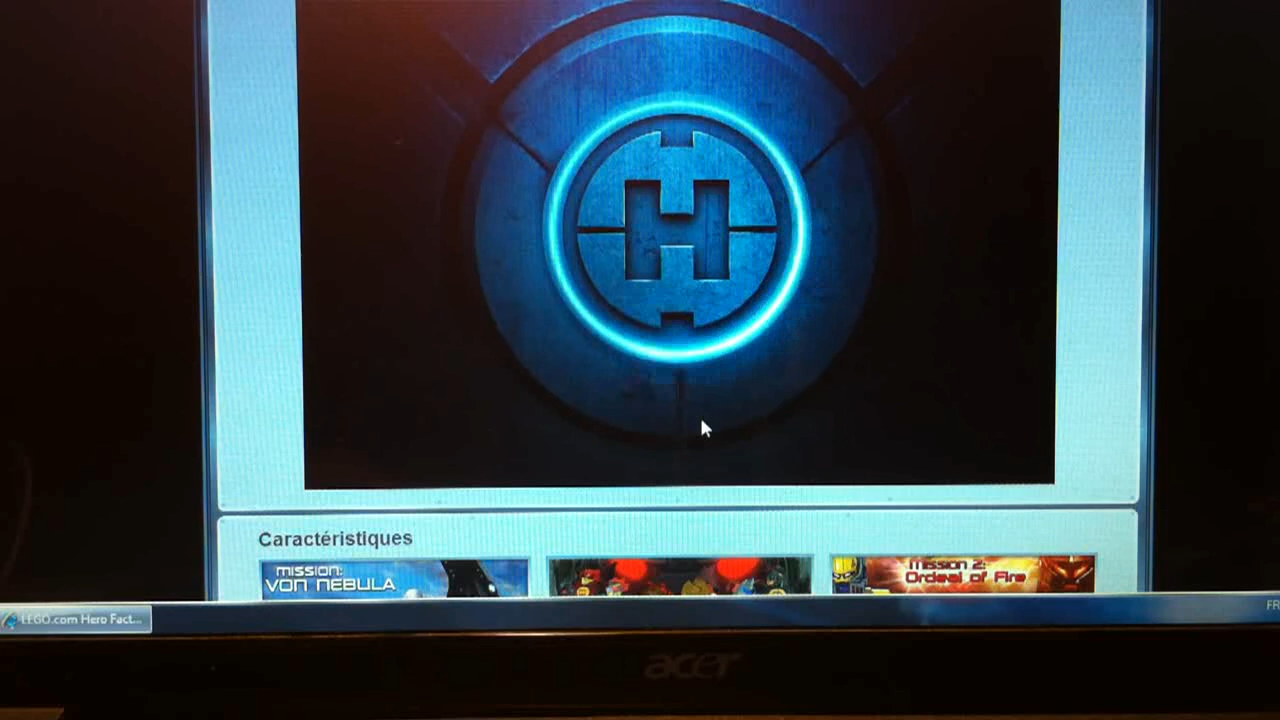 H
Caractéristiques
mission:
VON NEBULA
mission 2:
Ordeal of Fire
LEGO.com Hero Fact...
FR
acer